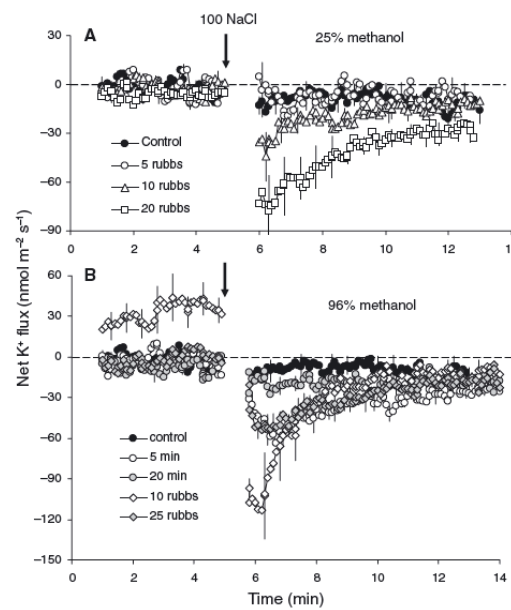 100 NaCl
A
25% methanol
30
0
−30
−60
−90
Control
5 rubbs
10 rubbs
20 rubbs
0 2 4 6 8 10 12 14
B
96% methanol
60
30
0
−30
−60
−90
−120
−150
control
5 min
20 min
10 rubbs
25 rubbs
0 2 4 6 8 10 12 14
Time (min)
Net K⁺ flux (nmol m⁻² s⁻¹)